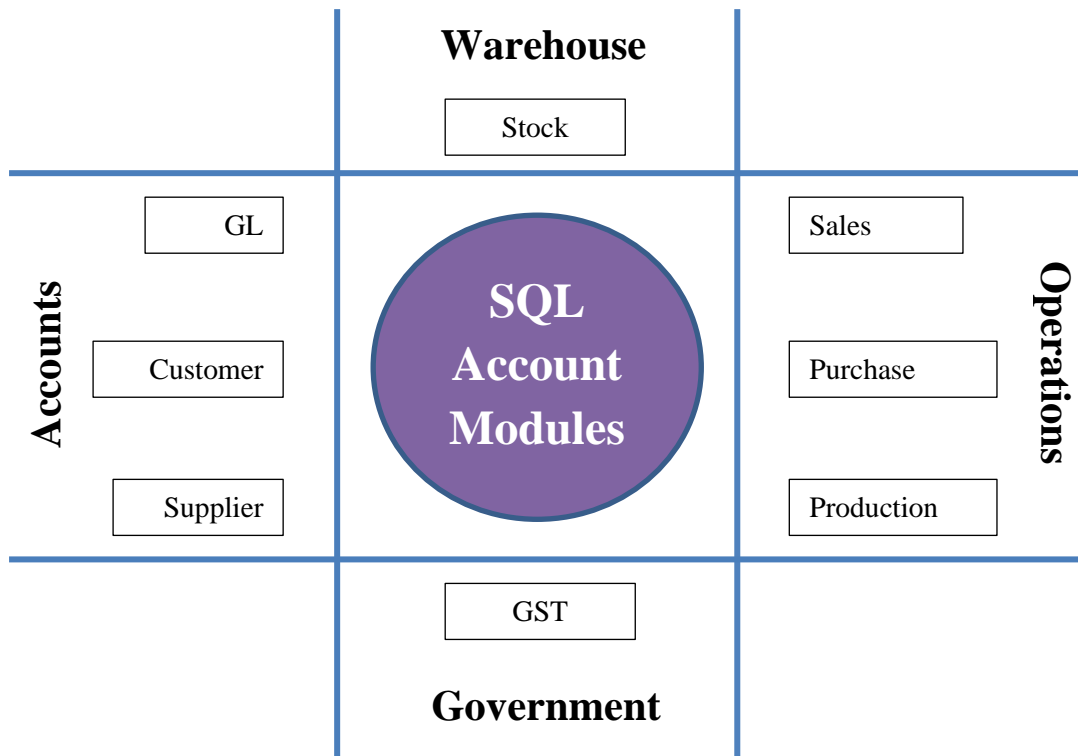 Warehouse
Stock
GL
Sales
Accounts
SQL
Account
Modules
Operations
Customer
Purchase
Supplier
Production
GST
Government